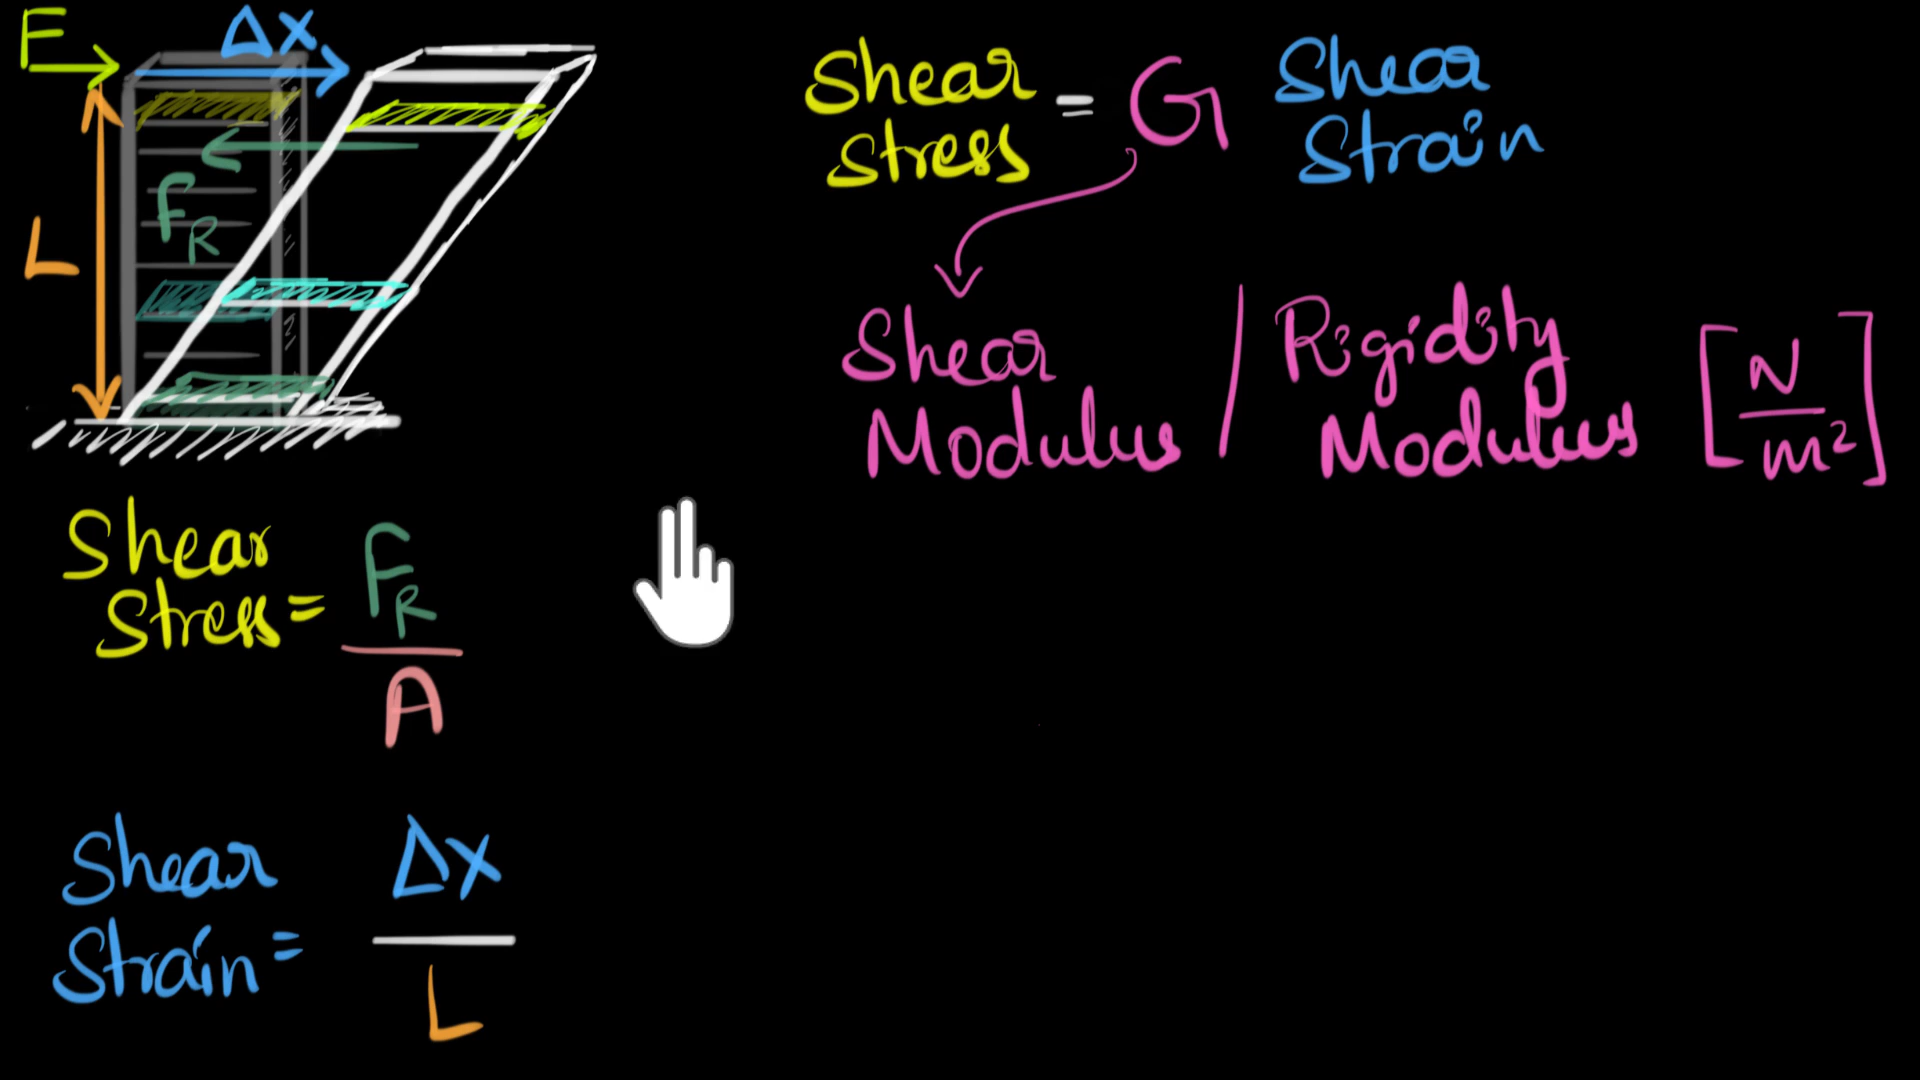 F
Δx
L
F_R
Shear Stress = G Shear Strain
Shear Modulus / Rigidity Modulus [N/m²]
Shear Stress = F_R / A
Shear Strain = Δx / L